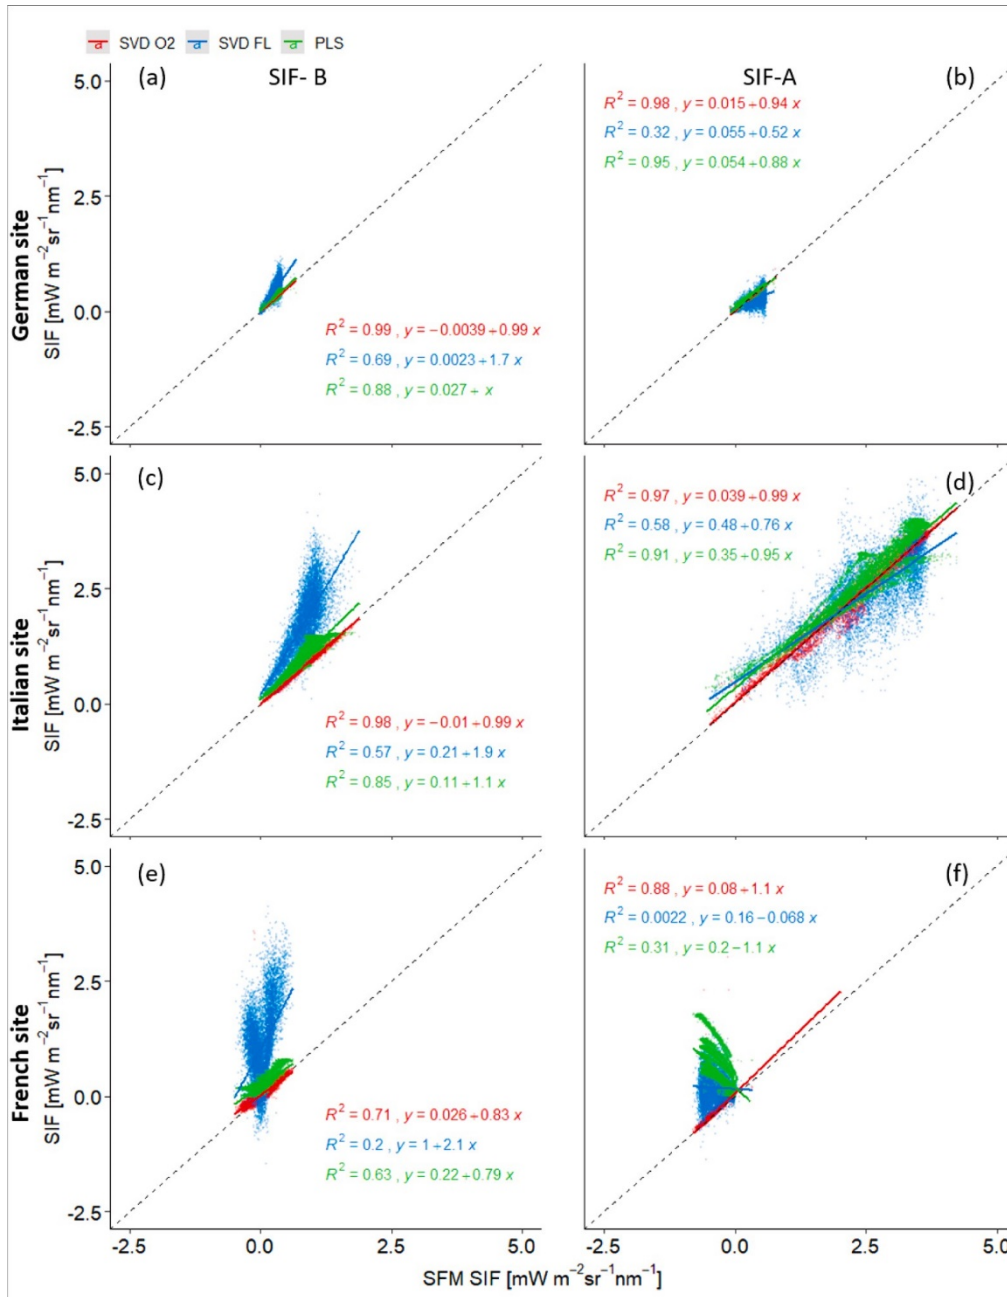 a SVD O2 a SVD FL a PLS
(a) SIF- B
SIF-A (b)
5.0
2.5
0.0
-2.5
German site
SIF [mW m−2sr−1nm−1]
R2 = 0.99 , y = −0.0039+0.99 x
R2 = 0.69 , y = 0.0023+1.7 x
R2 = 0.88 , y = 0.027+ x
R2 = 0.98 , y = 0.015+0.94 x
R2 = 0.32 , y = 0.055+0.52 x
R2 = 0.95 , y = 0.054+0.88 x
(c)
(d)
5.0
2.5
0.0
-2.5
Italian site
SIF [mW m−2sr−1nm−1]
R2 = 0.98 , y = −0.01+0.99 x
R2 = 0.57 , y = 0.21+1.9 x
R2 = 0.85 , y = 0.11+1.1 x
R2 = 0.97 , y = 0.039+0.99 x
R2 = 0.58 , y = 0.48+0.76 x
R2 = 0.91 , y = 0.35+0.95 x
(e)
(f)
5.0
2.5
0.0
-2.5
French site
SIF [mW m−2sr−1nm−1]
R2 = 0.71 , y = 0.026+0.83 x
R2 = 0.2 , y = 1+2.1 x
R2 = 0.63 , y = 0.22+0.79 x
R2 = 0.88 , y = 0.08+1.1 x
R2 = 0.0022 , y = 0.16−0.068 x
R2 = 0.31 , y = 0.2−1.1 x
-2.5 0.0 2.5 5.0 -2.5 0.0 2.5 5.0
SFM SIF [mW m−2sr−1nm−1]